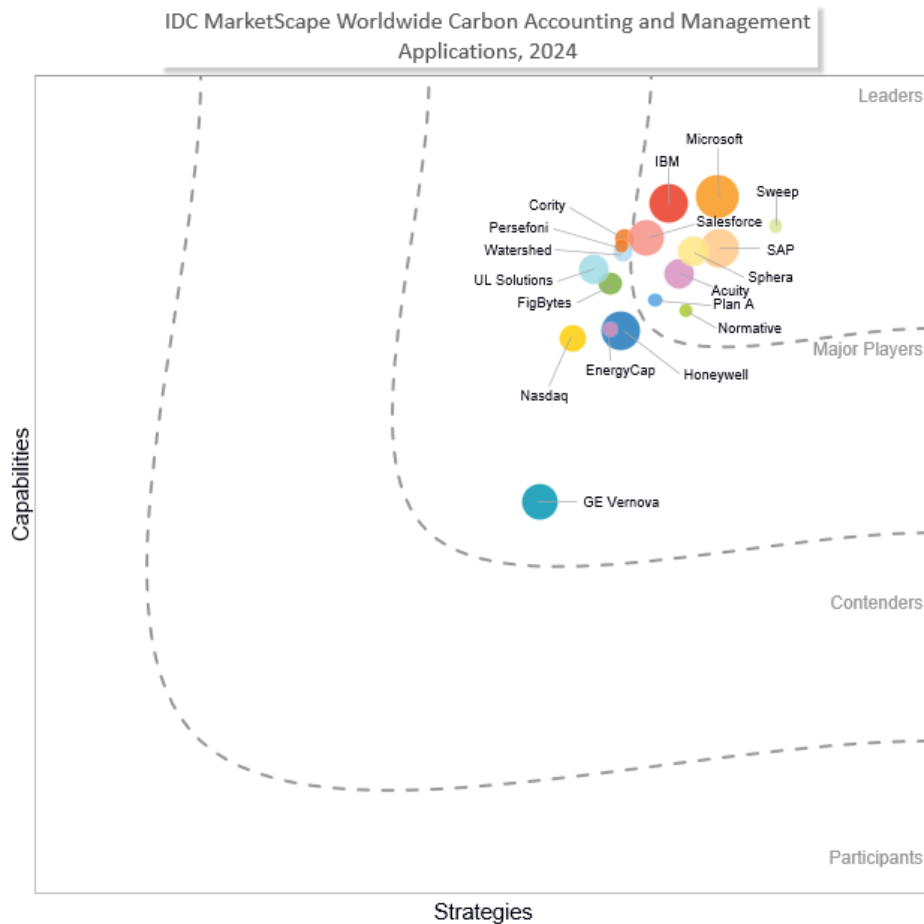 IDC MarketScape Worldwide Carbon Accounting and Management
Applications, 2024
Leaders
Microsoft
IBM
Sweep
Cority
Salesforce
Persefoni
Watershed
SAP
Sphera
UL Solutions
Acuity
FigBytes
Plan A
Normative
Major Players
EnergyCap
Honeywell
Nasdaq
Capabilities
GE Vernova
Contenders
Participants
Strategies